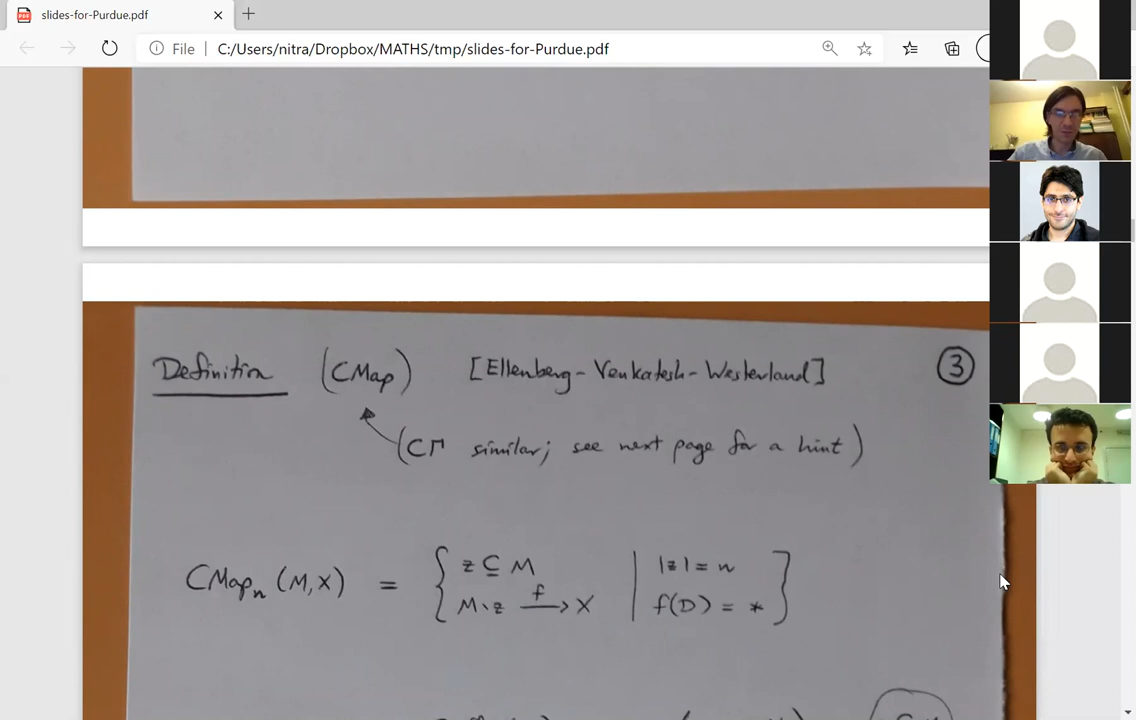 slides-for-Purdue.pdf
File | C:/Users/nitra/Dropbox/MATHS/tmp/slides-for-Purdue.pdf
Definition (CMap) [Ellenberg-Venkatesh-Westerland] ③
(CΓ similar; see next page for a hint)
CMapₙ(M,X) = { z ⊆ M | |z| = n }
M∖z —f→ X | f(D) = *